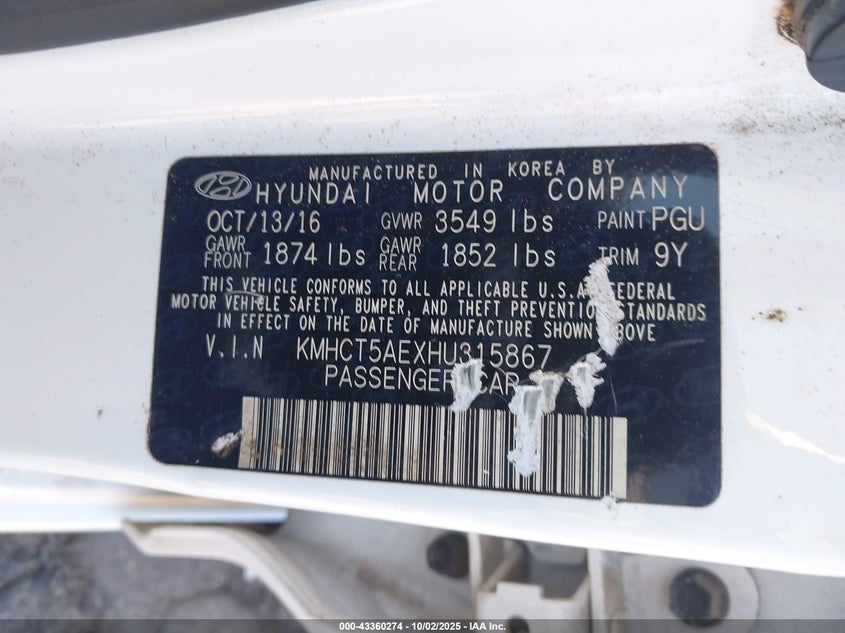 MANUFACTURED IN KOREA BY
HYUNDAI MOTOR COMPANY
OCT/13/16 GVWR 3549 lbs PAINT PGU
GAWR FRONT 1874 lbs GAWR REAR 1852 lbs TRIM 9Y
THIS VEHICLE CONFORMS TO ALL APPLICABLE U.S.A. FEDERAL
MOTOR VEHICLE SAFETY, BUMPER, AND THEFT PREVENTION STANDARDS
IN EFFECT ON THE DATE OF MANUFACTURE SHOWN ABOVE
V.I.N KMHCT5AEXHU315867
PASSENGER CAR
000-43360274 - 10/02/2025 - IAA Inc.